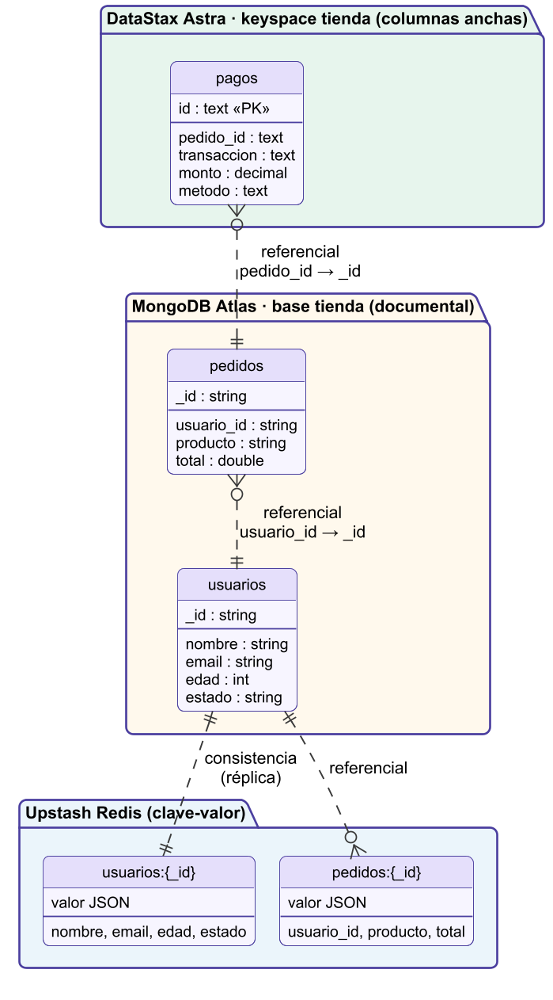 DataStax Astra · keyspace tienda (columnas anchas)
pagos
id : text «PK»
pedido_id : text
transaccion : text
monto : decimal
metodo : text
referencial
pedido_id → _id
MongoDB Atlas · base tienda (documental)
pedidos
_id : string
usuario_id : string
producto : string
total : double
referencial
usuario_id → _id
usuarios
_id : string
nombre : string
email : string
edad : int
estado : string
consistencia
(réplica)
referencial
Upstash Redis (clave-valor)
usuarios:{_id}
valor JSON
nombre, email, edad, estado
pedidos:{_id}
valor JSON
usuario_id, producto, total